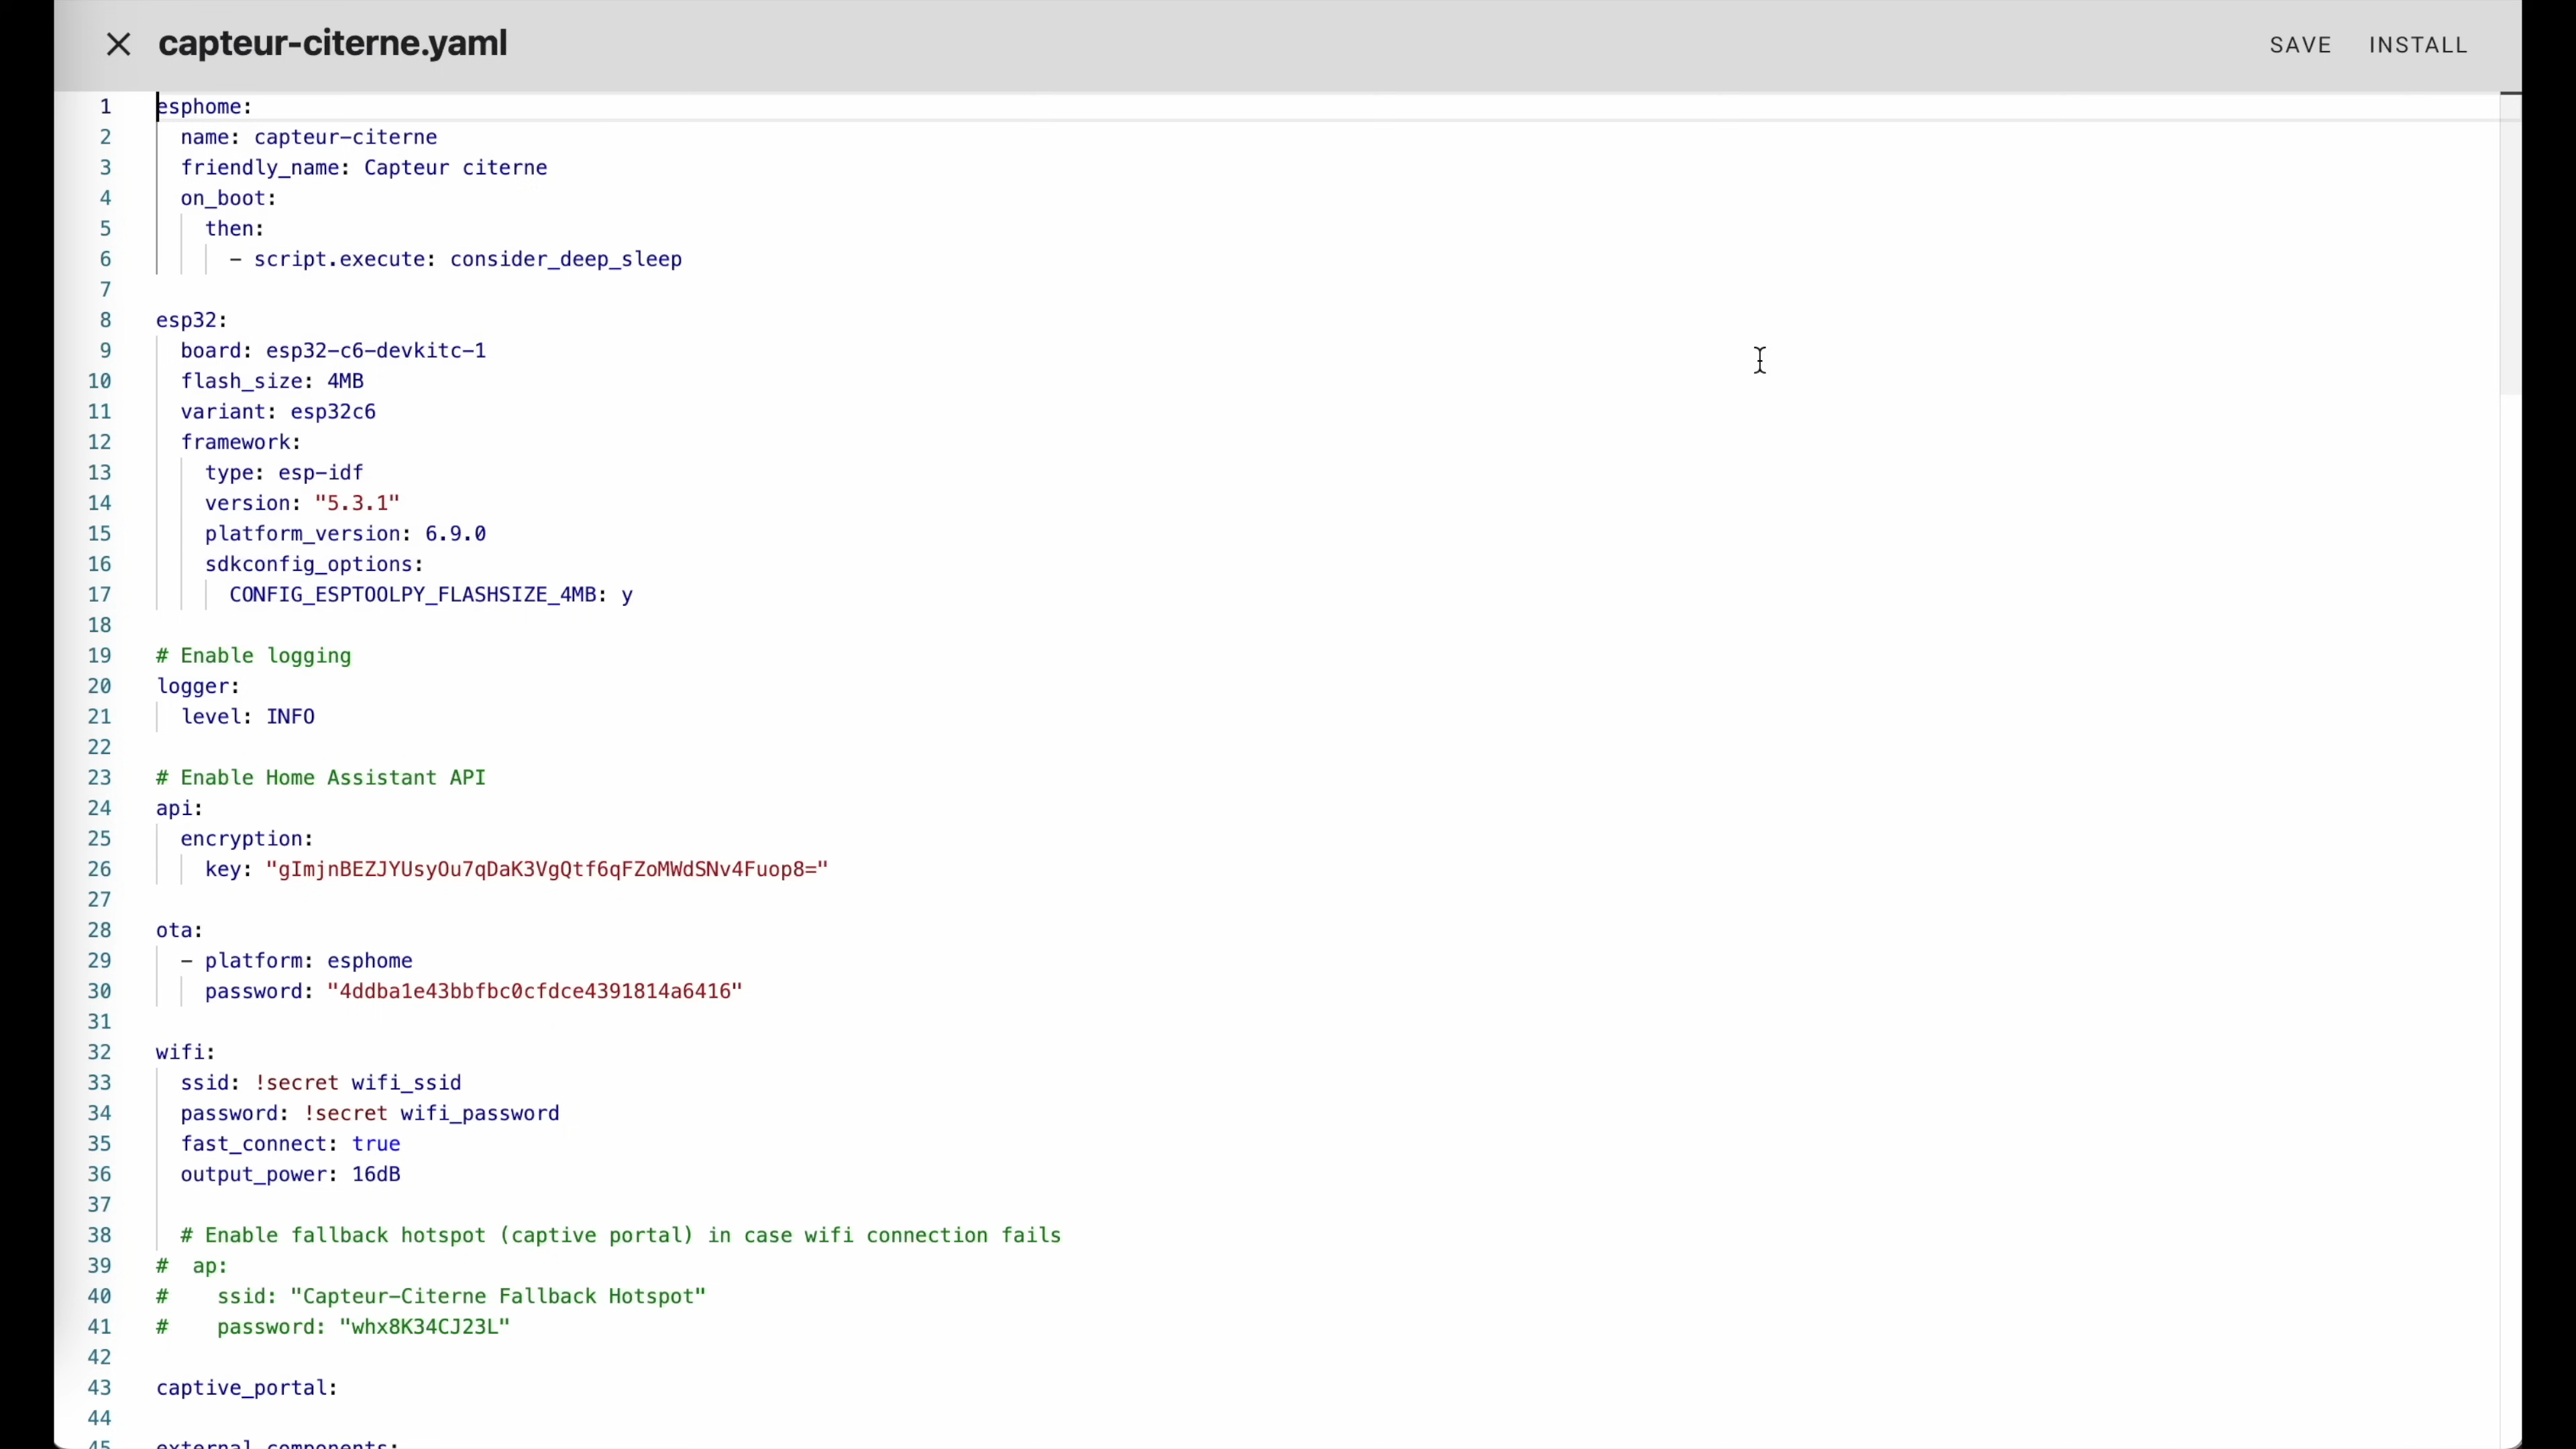 capteur-citerne.yaml
SAVE INSTALL
1 esphome:
2 name: capteur-citerne
3 friendly_name: Capteur citerne
4 on_boot:
5 then:
6 - script.execute: consider_deep_sleep
7
8 esp32:
9 board: esp32-c6-devkitc-1
10 flash_size: 4MB
11 variant: esp32c6
12 framework:
13 type: esp-idf
14 version: "5.3.1"
15 platform_version: 6.9.0
16 sdkconfig_options:
17 CONFIG_ESPTOOLPY_FLASHSIZE_4MB: y
18
19 # Enable logging
20 logger:
21 level: INFO
22
23 # Enable Home Assistant API
24 api:
25 encryption:
26 key: "gImjnBEZJYUsyOu7qDaK3VgQtf6qFZoMWdSNv4Fuop8="
27
28 ota:
29 - platform: esphome
30 password: "4ddba1e43bbfbc0cfdce4391814a6416"
31
32 wifi:
33 ssid: !secret wifi_ssid
34 password: !secret wifi_password
35 fast_connect: true
36 output_power: 16dB
37
38 # Enable fallback hotspot (captive portal) in case wifi connection fails
39 # ap:
40 # ssid: "Capteur-Citerne Fallback Hotspot"
41 # password: "whx8K34CJ23L"
42
43 captive_portal:
44
45 external_components: